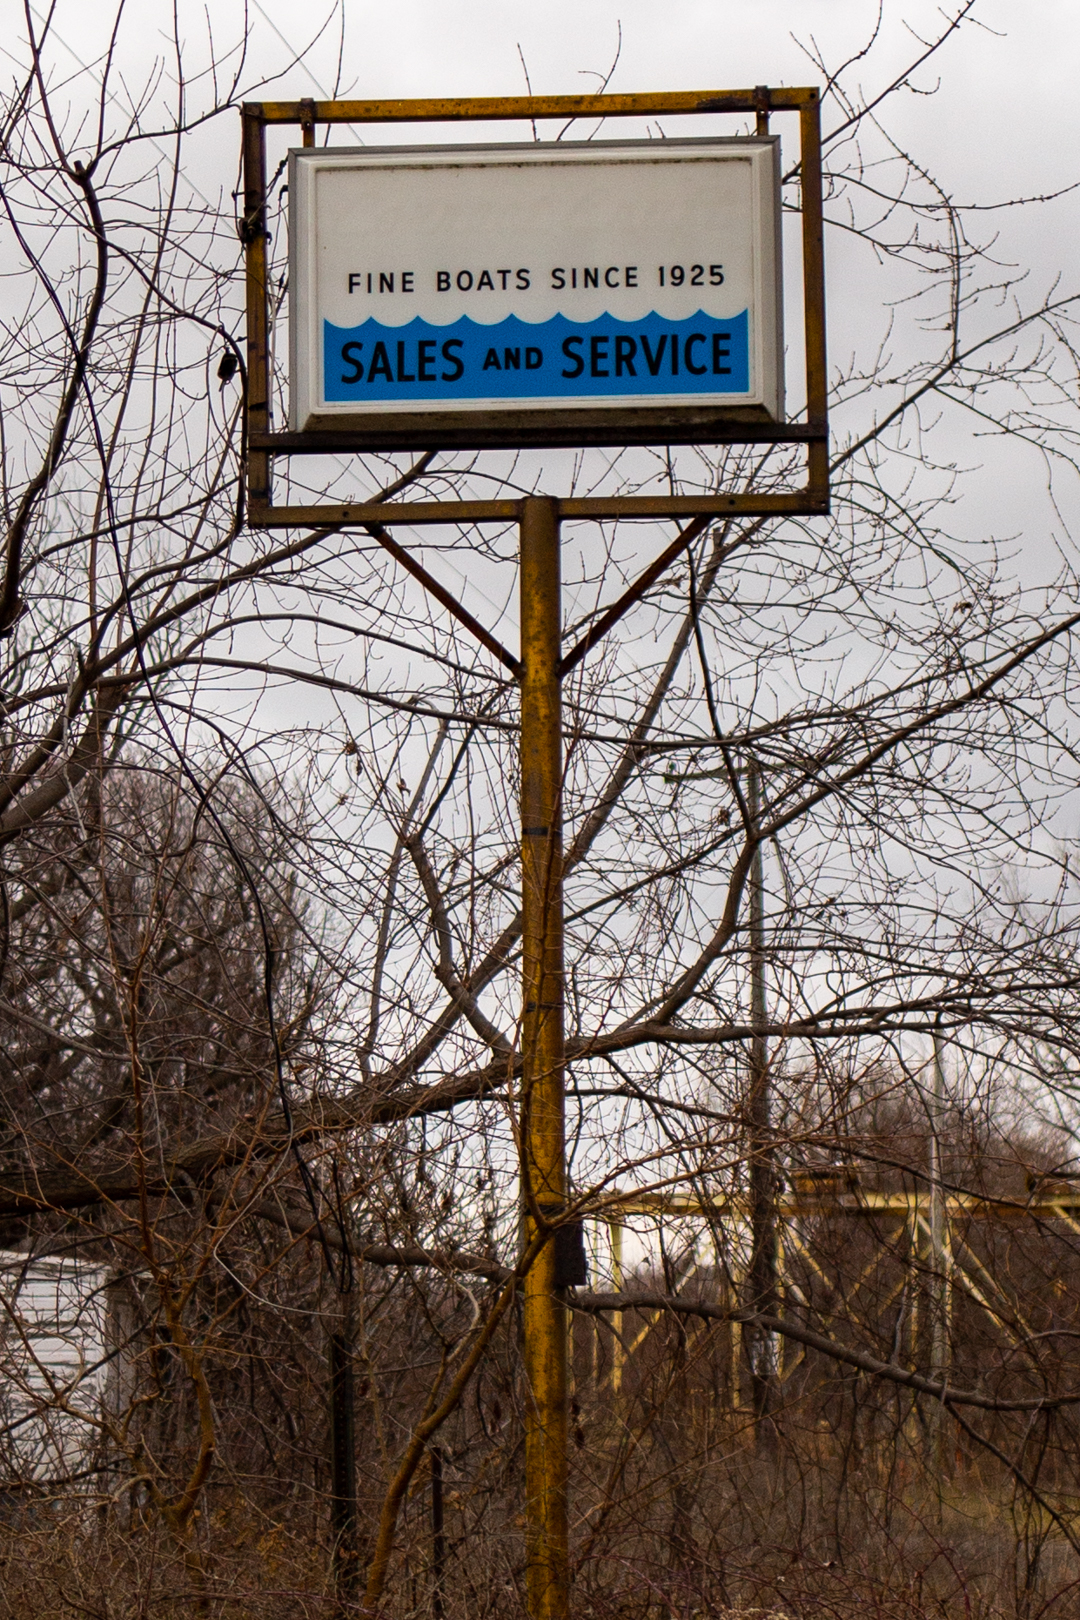 FINE BOATS SINCE 1925
SALES AND SERVICE